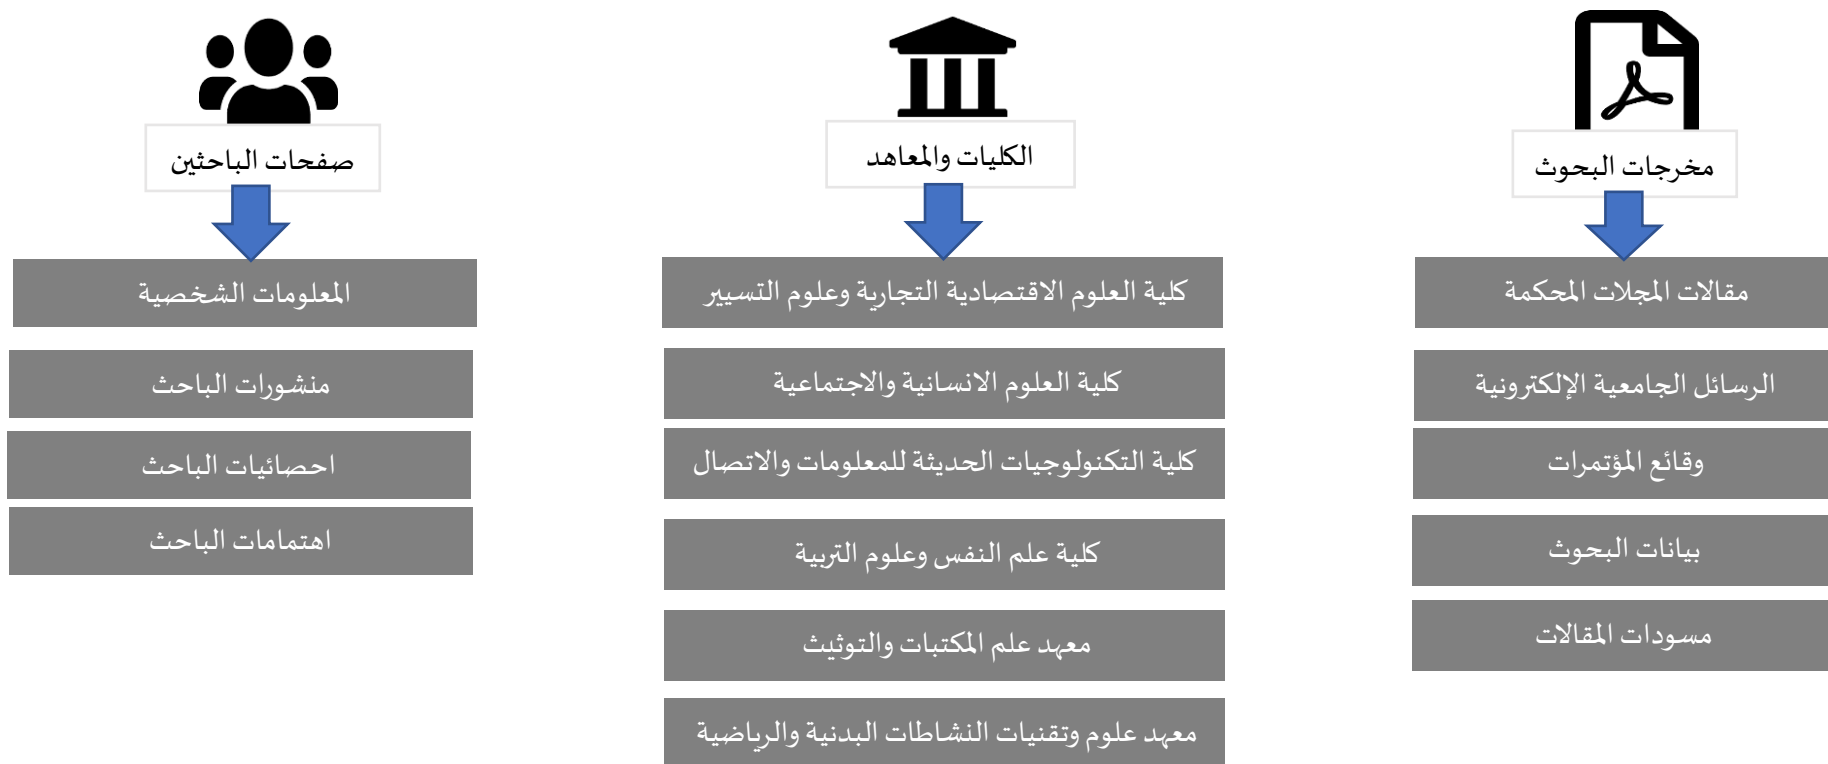 مخرجات البحوث
مقالات المجلات المحكمة
الرسائل الجامعية الإلكترونية
وقائع المؤتمرات
بيانات البحوث
مسودات المقالات
الكليات والمعاهد
كلية العلوم الاقتصادية التجارية وعلوم التسيير
كلية العلوم الانسانية والاجتماعية
كلية التكنولوجيات الحديثة للمعلومات والاتصال
كلية علم النفس وعلوم التربية
معهد علم المكتبات والتوثيث
معهد علوم وتقنيات النشاطات البدنية والرياضية
صفحات الباحثين
المعلومات الشخصية
منشورات الباحث
احصائيات الباحث
اهتمامات الباحث